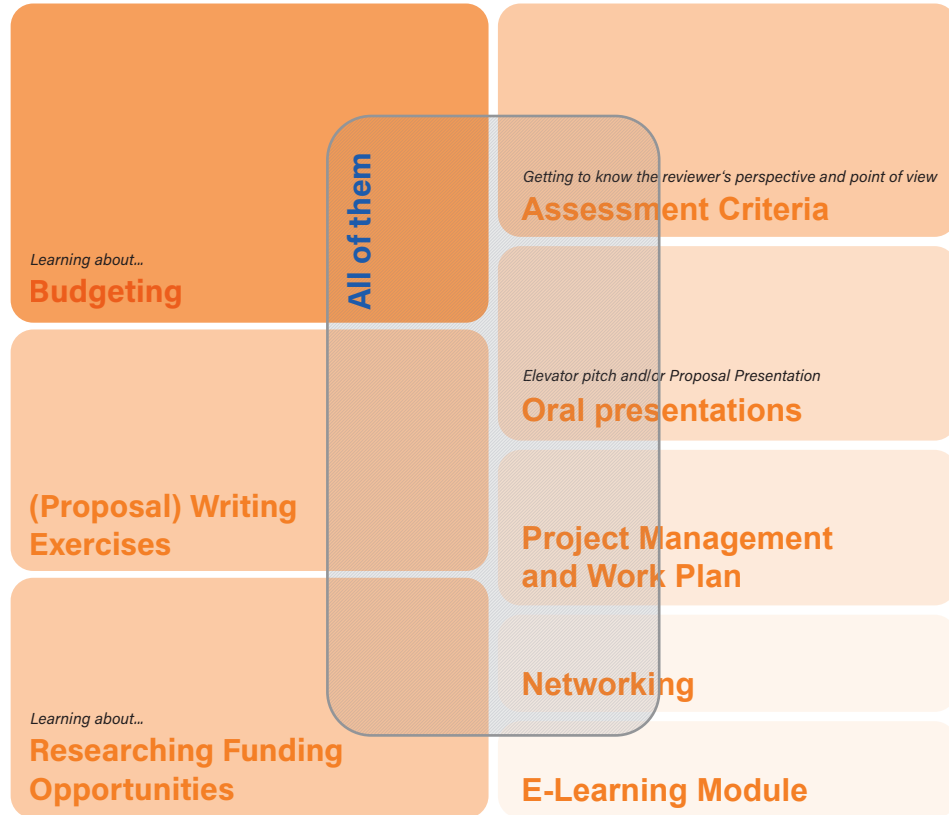 Learning about...
Budgeting
(Proposal) Writing
Exercises
Learning about...
Researching Funding
Opportunities
All of them
Getting to know the reviewer‘s perspective and point of view
Assessment Criteria
Elevator pitch and/or Proposal Presentation
Oral presentations
Project Management
and Work Plan
Networking
E-Learning Module